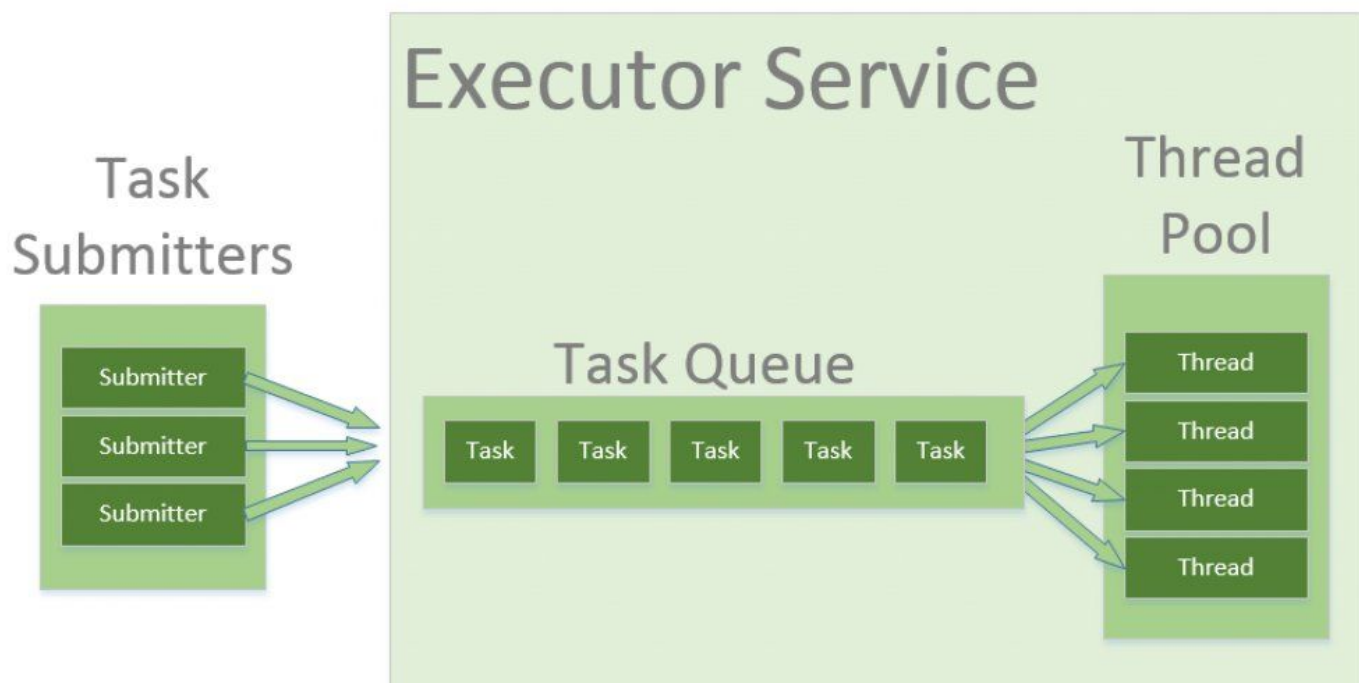 Executor Service
Task
Submitters
Submitter
Submitter
Submitter
Task Queue
Task
Task
Task
Task
Task
Thread
Pool
Thread
Thread
Thread
Thread